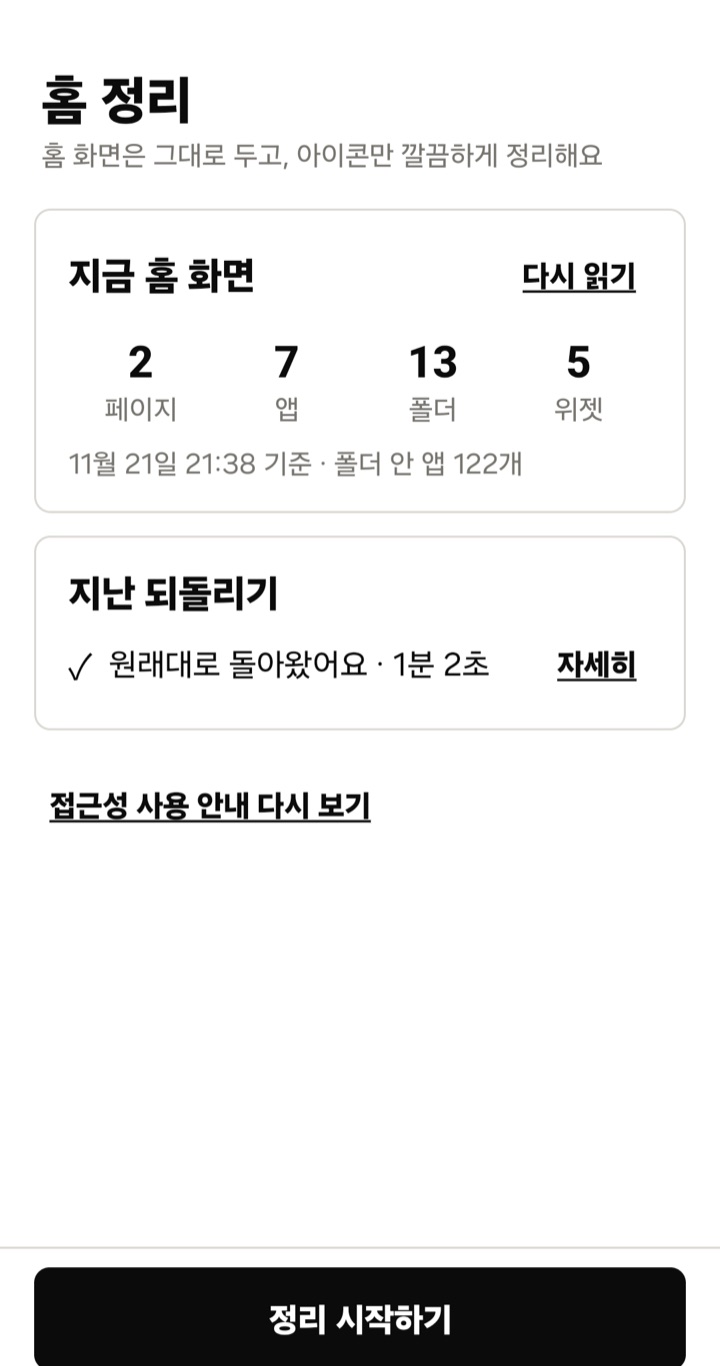 홈 정리
홈 화면은 그대로 두고, 아이콘만 깔끔하게 정리해요
지금 홈 화면
다시 읽기
2 7 13 5
페이지 앱 폴더 위젯
11월 21일 21:38 기준 · 폴더 안 앱 122개
지난 되돌리기
✓ 원래대로 돌아왔어요 · 1분 2초
자세히
접근성 사용 안내 다시 보기
정리 시작하기